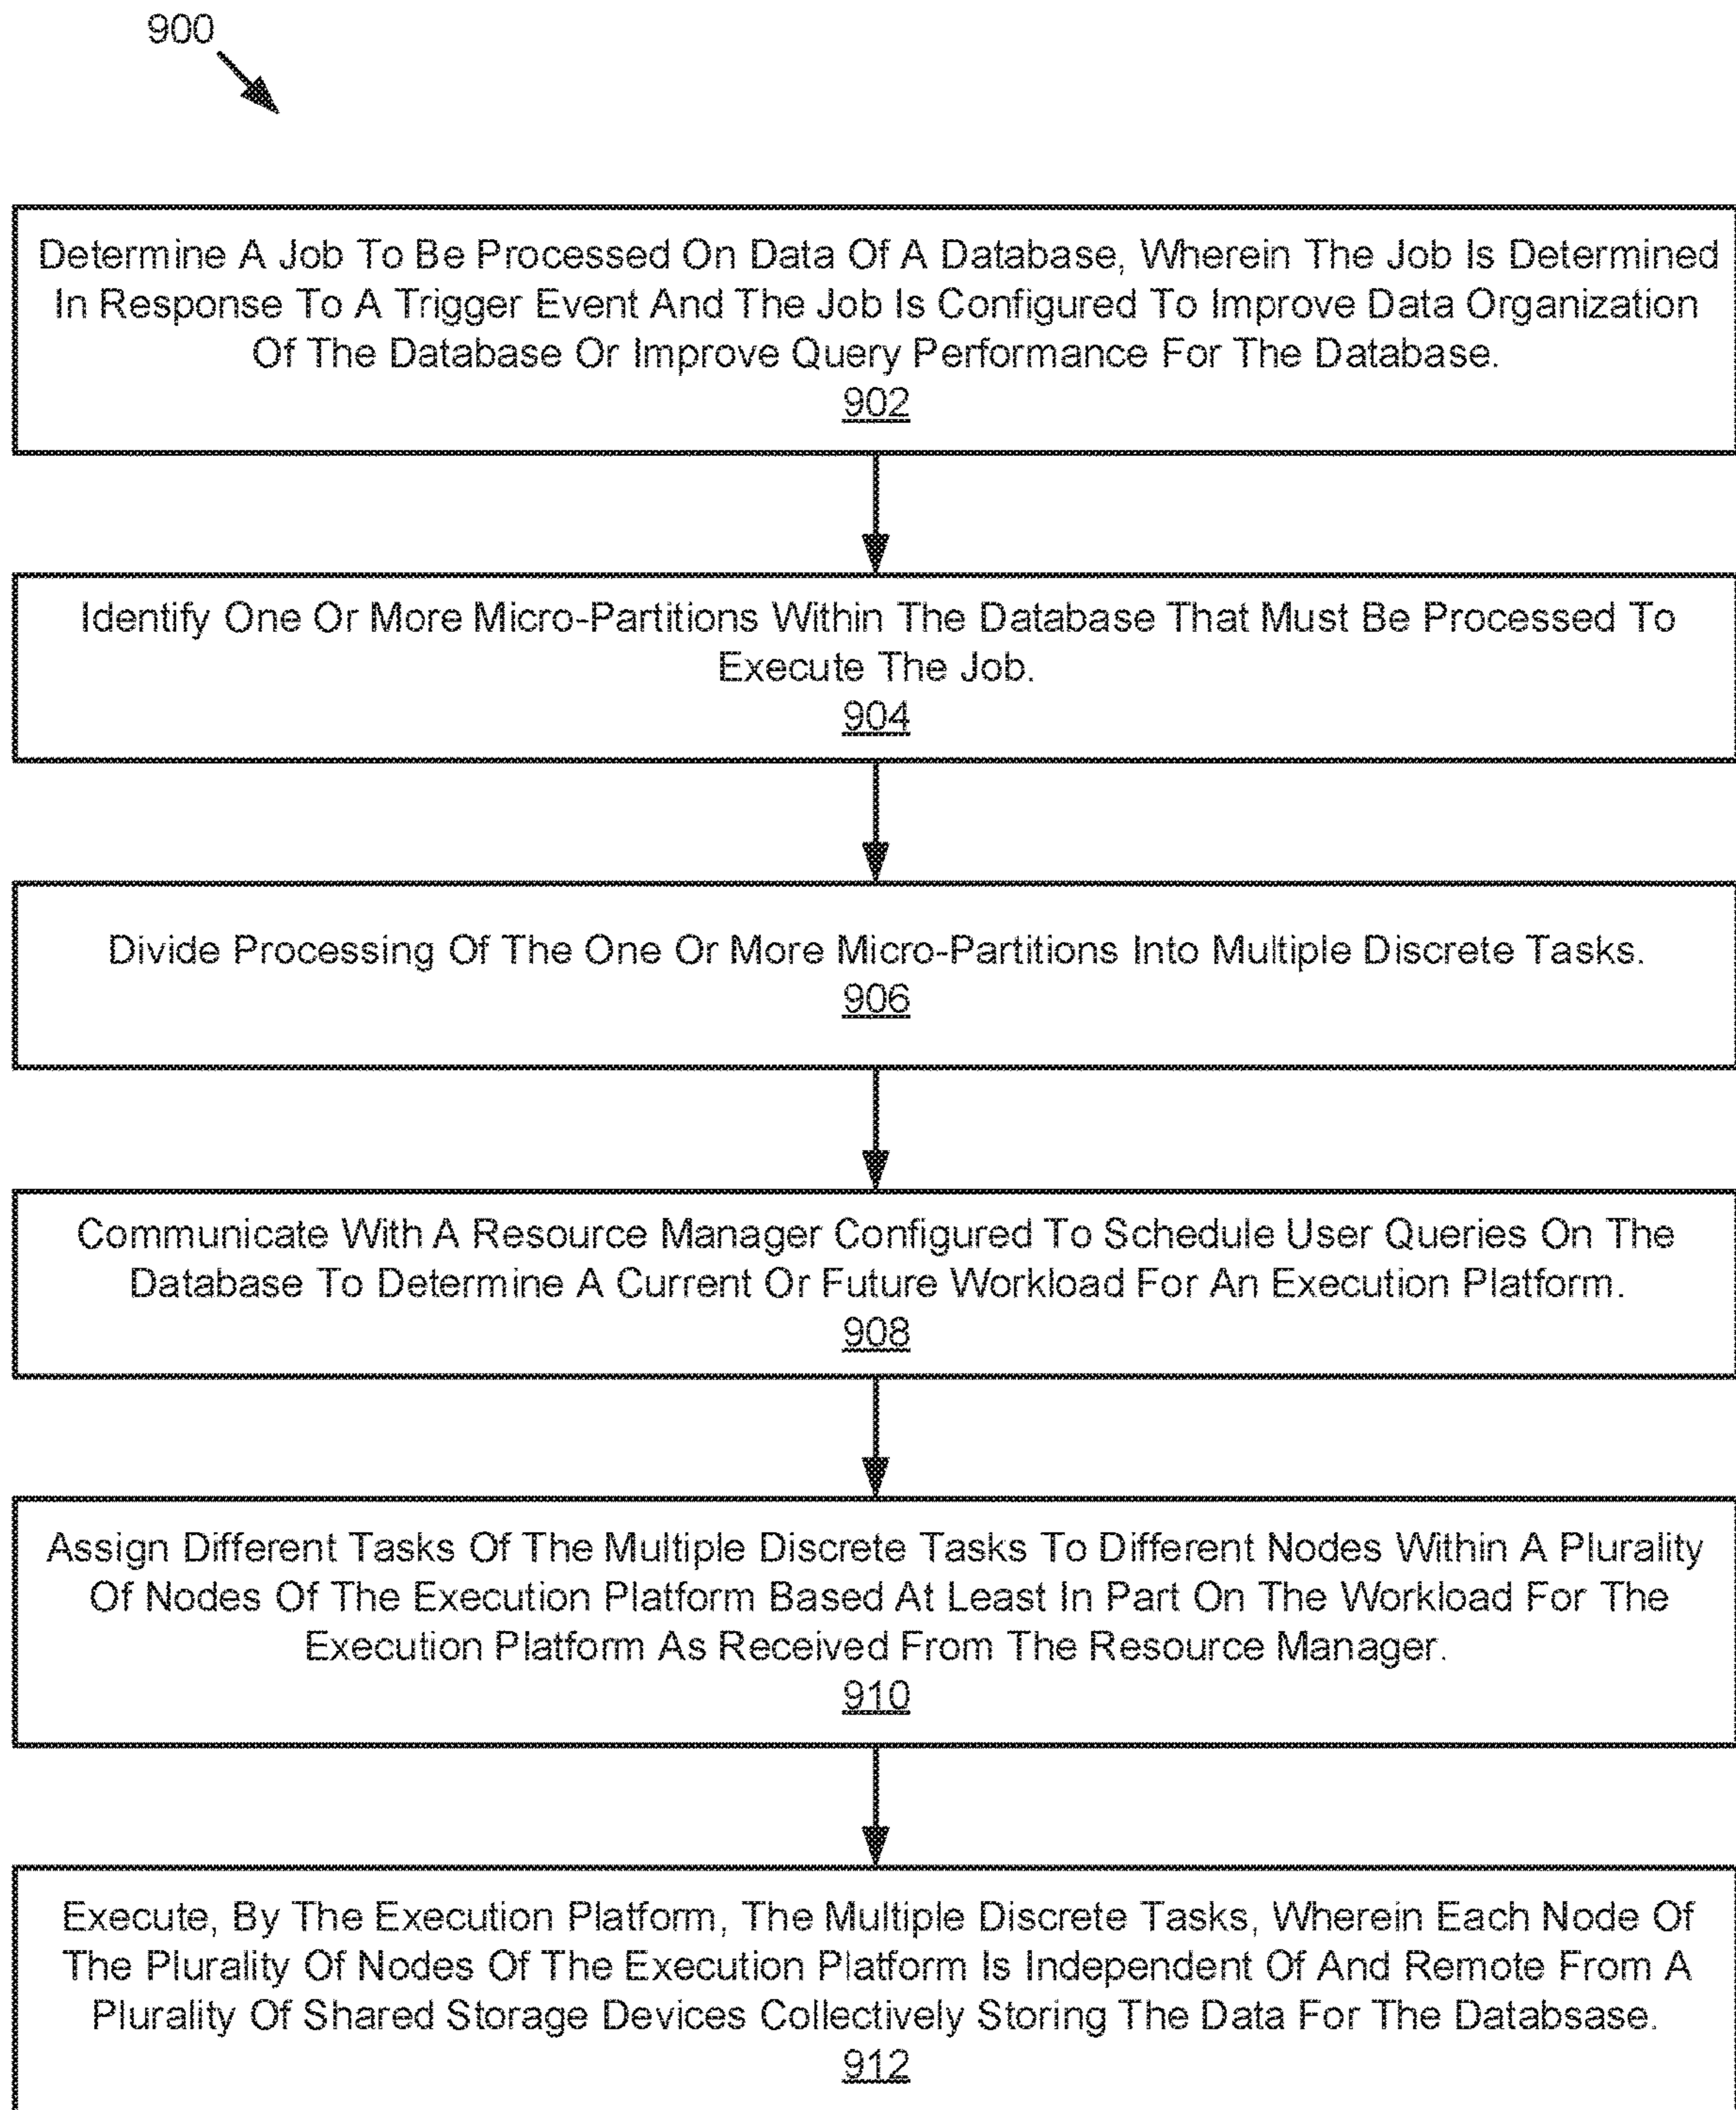 900
Determine A Job To Be Processed On Data Of A Database, Wherein The Job Is Determined
In Response To A Trigger Event And The Job Is Configured To Improve Data Organization
Of The Database Or Improve Query Performance For The Database.
902
Identify One Or More Micro-Partitions Within The Database That Must Be Processed To
Execute The Job.
904
Divide Processing Of The One Or More Micro-Partitions Into Multiple Discrete Tasks.
906
Communicate With A Resource Manager Configured To Schedule User Queries On The
Database To Determine A Current Or Future Workload For An Execution Platform.
908
Assign Different Tasks Of The Multiple Discrete Tasks To Different Nodes Within A Plurality
Of Nodes Of The Execution Platform Based At Least In Part On The Workload For The
Execution Platform As Received From The Resource Manager.
910
Execute, By The Execution Platform, The Multiple Discrete Tasks, Wherein Each Node Of
The Plurality Of Nodes Of The Execution Platform Is Independent Of And Remote From A
Plurality Of Shared Storage Devices Collectively Storing The Data For The Databsase.
912